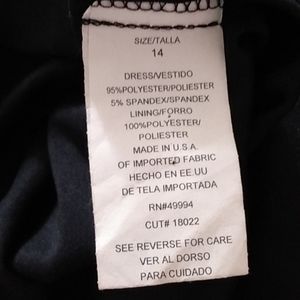 SIZE/TALLA
14
DRESS/VESTIDO
95%POLYESTER/POLIESTER
5% SPANDEX/SPANDEX
LINING/FORRO
100%POLYESTER/
POLIESTER
MADE IN U.S.A.
OF IMPORTED FABRIC
HECHO EN EE.UU
DE TELA IMPORTADA
RN#49994
CUT# 18022
SEE REVERSE FOR CARE
VER AL DORSO
PARA CUIDADO